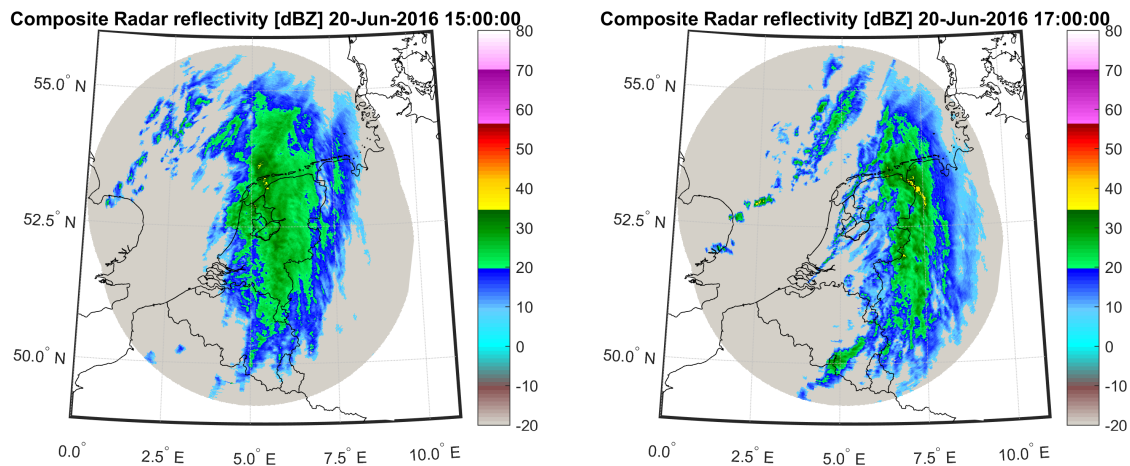 Composite Radar reflectivity [dBZ] 20-Jun-2016 15:00:00
80
70
60
50
40
30
20
10
0
-10
-20
55.0° N
52.5° N
50.0° N
0.0°
2.5° E
5.0° E
7.5° E
10.0° E
Composite Radar reflectivity [dBZ] 20-Jun-2016 17:00:00
80
70
60
50
40
30
20
10
0
-10
-20
55.0° N
52.5° N
50.0° N
0.0°
2.5° E
5.0° E
7.5° E
10.0° E